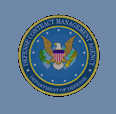 DEFENSE CONTRACT MANAGEMENT AGENCY
DEPARTMENT OF DEFENSE